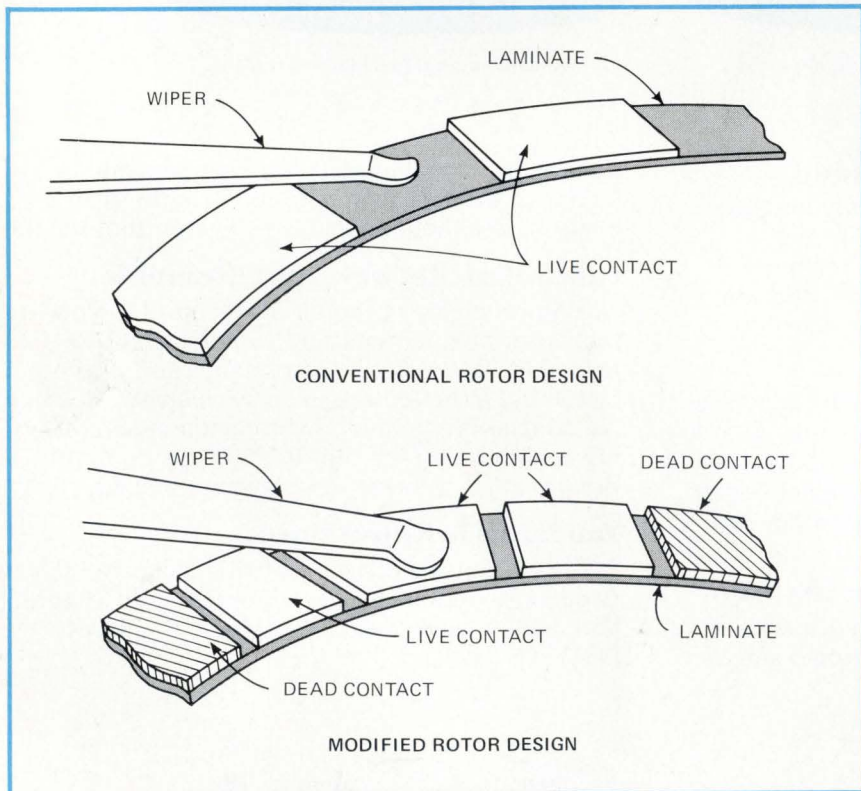 LAMINATE
WIPER
LIVE CONTACT
CONVENTIONAL ROTOR DESIGN
WIPER
LIVE CONTACT
DEAD CONTACT
LIVE CONTACT
LAMINATE
DEAD CONTACT
MODIFIED ROTOR DESIGN